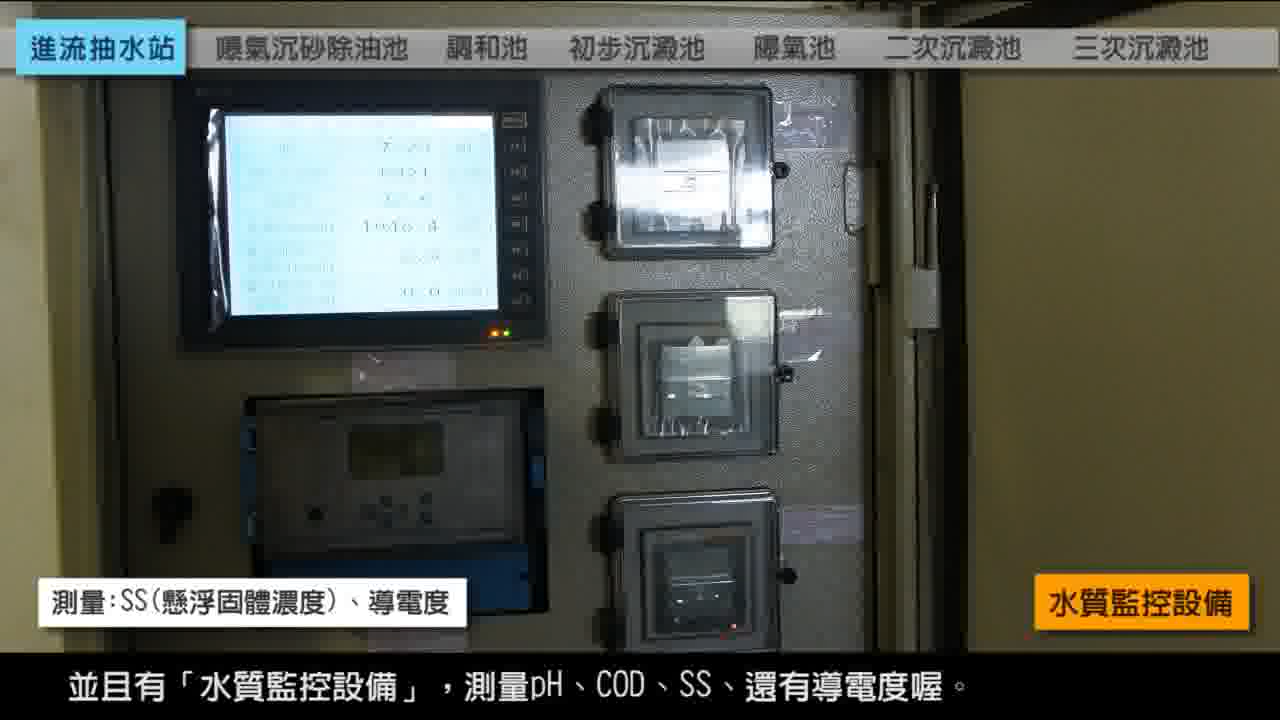 進流抽水站 曝氣沉砂除油池 調和池 初步沉澱池 曝氣池 二次沉澱池 三次沉澱池
測量:SS(懸浮固體濃度)、導電度
水質監控設備
並且有「水質監控設備」，測量pH、COD、SS、還有導電度喔。